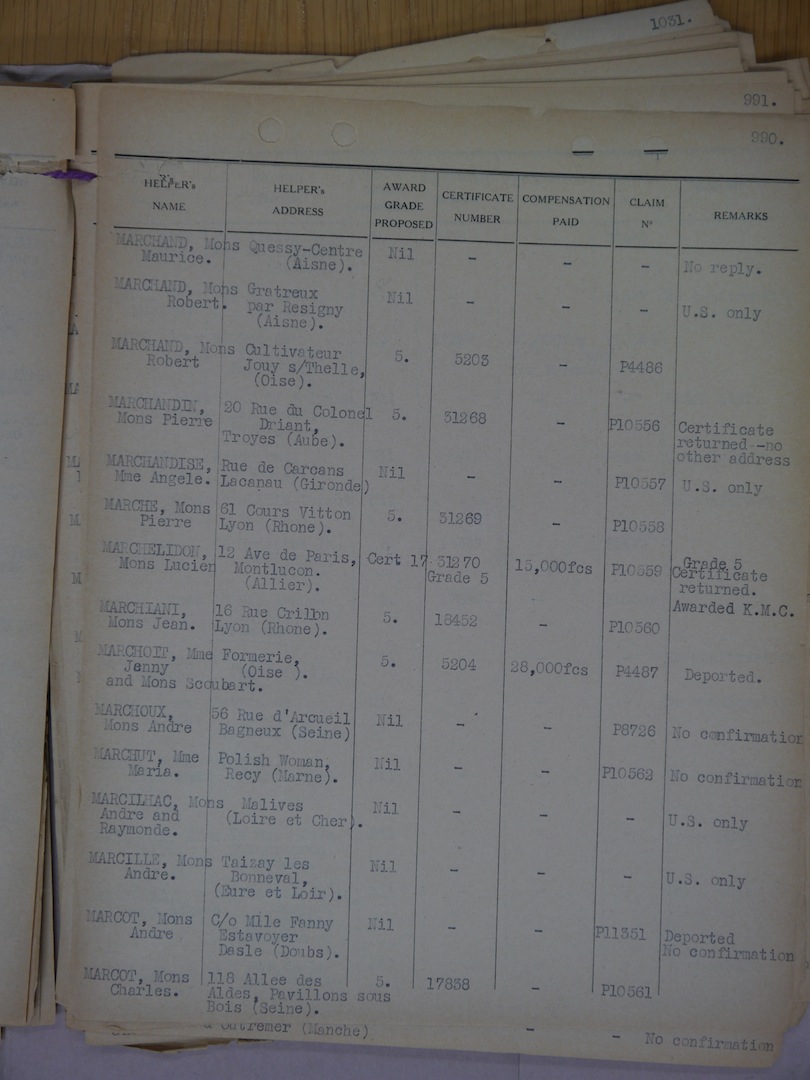 1031.
991.
990.
HELPER's NAME | HELPER's ADDRESS | AWARD GRADE PROPOSED | CERTIFICATE NUMBER | COMPENSATION PAID | CLAIM N° | REMARKS
MARCHAND, Mons Quessy-Centre Nil - - - No reply.
Maurice. (Aisne).
MARCHAND, Mons Gratreux Nil - - - U.S. only
Robert. par Resigny
(Aisne).
MARCHAND, Mons Cultivateur 5. 5203 - P4486
Robert Jouy s/Thelle,
(Oise).
MARCHANDIN, 20 Rue du Colonel 5. 31268 - P10556 Certificate
Mons Pierre Driant, returned--no
Troyes (Aube). other address
MARCHANDISE, Rue de Carcans Nil - - P10557 U.S. only
Mme Angele. Lacanau (Gironde)
MARCHE, Mons 61 Cours Vitton 5. 31269 - P10558
Pierre Lyon (Rhone).
MARCHELIDON, 12 Ave de Paris, Cert 17 31270 15,000fcs P10559 Grade 5
Mons Lucien Montlucon. Grade 5 Certificate
(Allier). returned.
Awarded K.M.C.
MARCHIANI, 16 Rue Crilbn 5. 18452 - P10560
Mons Jean. Lyon (Rhone).
MARCHOIT, Mme Formerie, 5. 5204 28,000fcs P4487 Deported.
Jenny (Oise ).
and Mons Scoubart.
MARCHOUX, 56 Rue d'Arcueil Nil - - P8726 No confirmation
Mons Andre Bagneux (Seine)
MARCHUT, Mme Polish Woman, Nil - - P10562 No confirmation
Maria. Recy (Marne).
MARCILHAC, Mons Malives Nil - - - U.S. only
Andre and (Loire et Cher).
Raymonde.
MARCILLE, Mons Taizay les Nil - - - U.S. only
Andre. Bonneval,
(Eure et Loir).
MARCOT, Mons C/o Mlle Fanny Nil - - P11351 Deported
Andre Estavoyer No confirmation
Dasle (Doubs).
MARCOT, Mons 118 Allee des 5. 17838 - P10561
Charles. Aldes, Pavillons sous
Bois (Seine).
Outremer (Manche) - - No confirmation